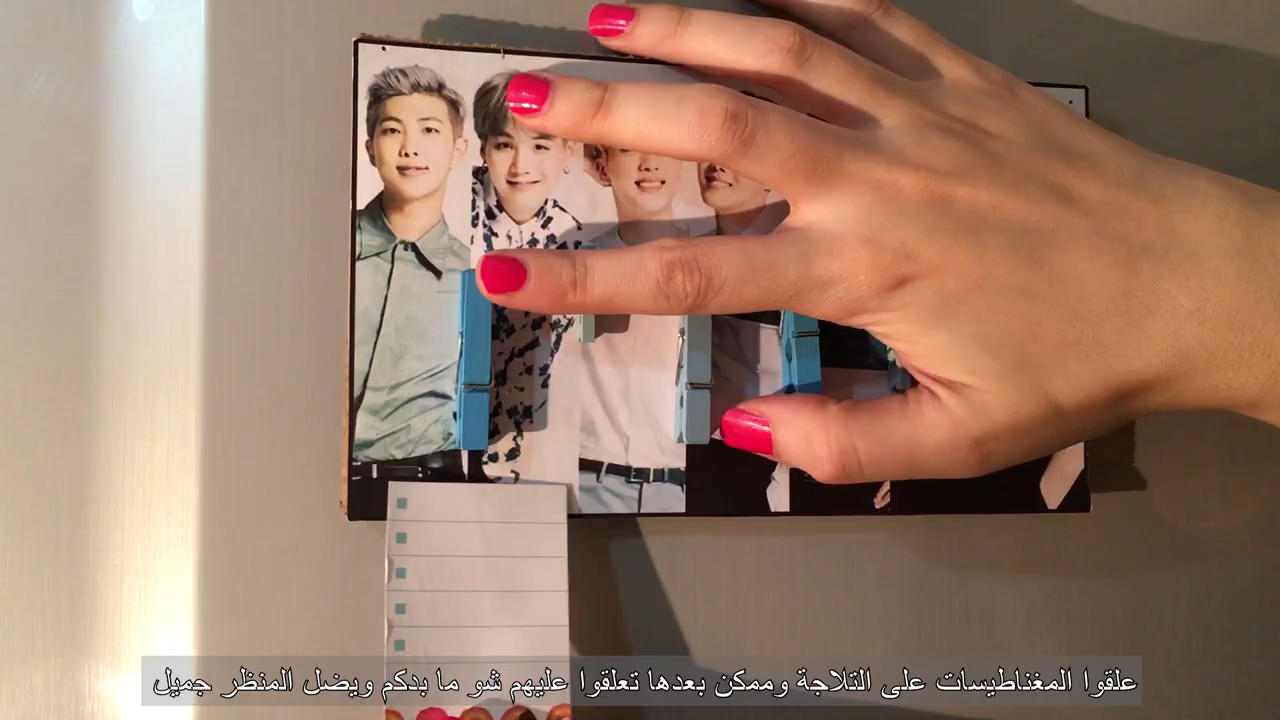 علقوا المغناطيسات على التلاجة وممكن بعدها تعلقوا عليهم شو ما بدكم ويضل المنظر جميل